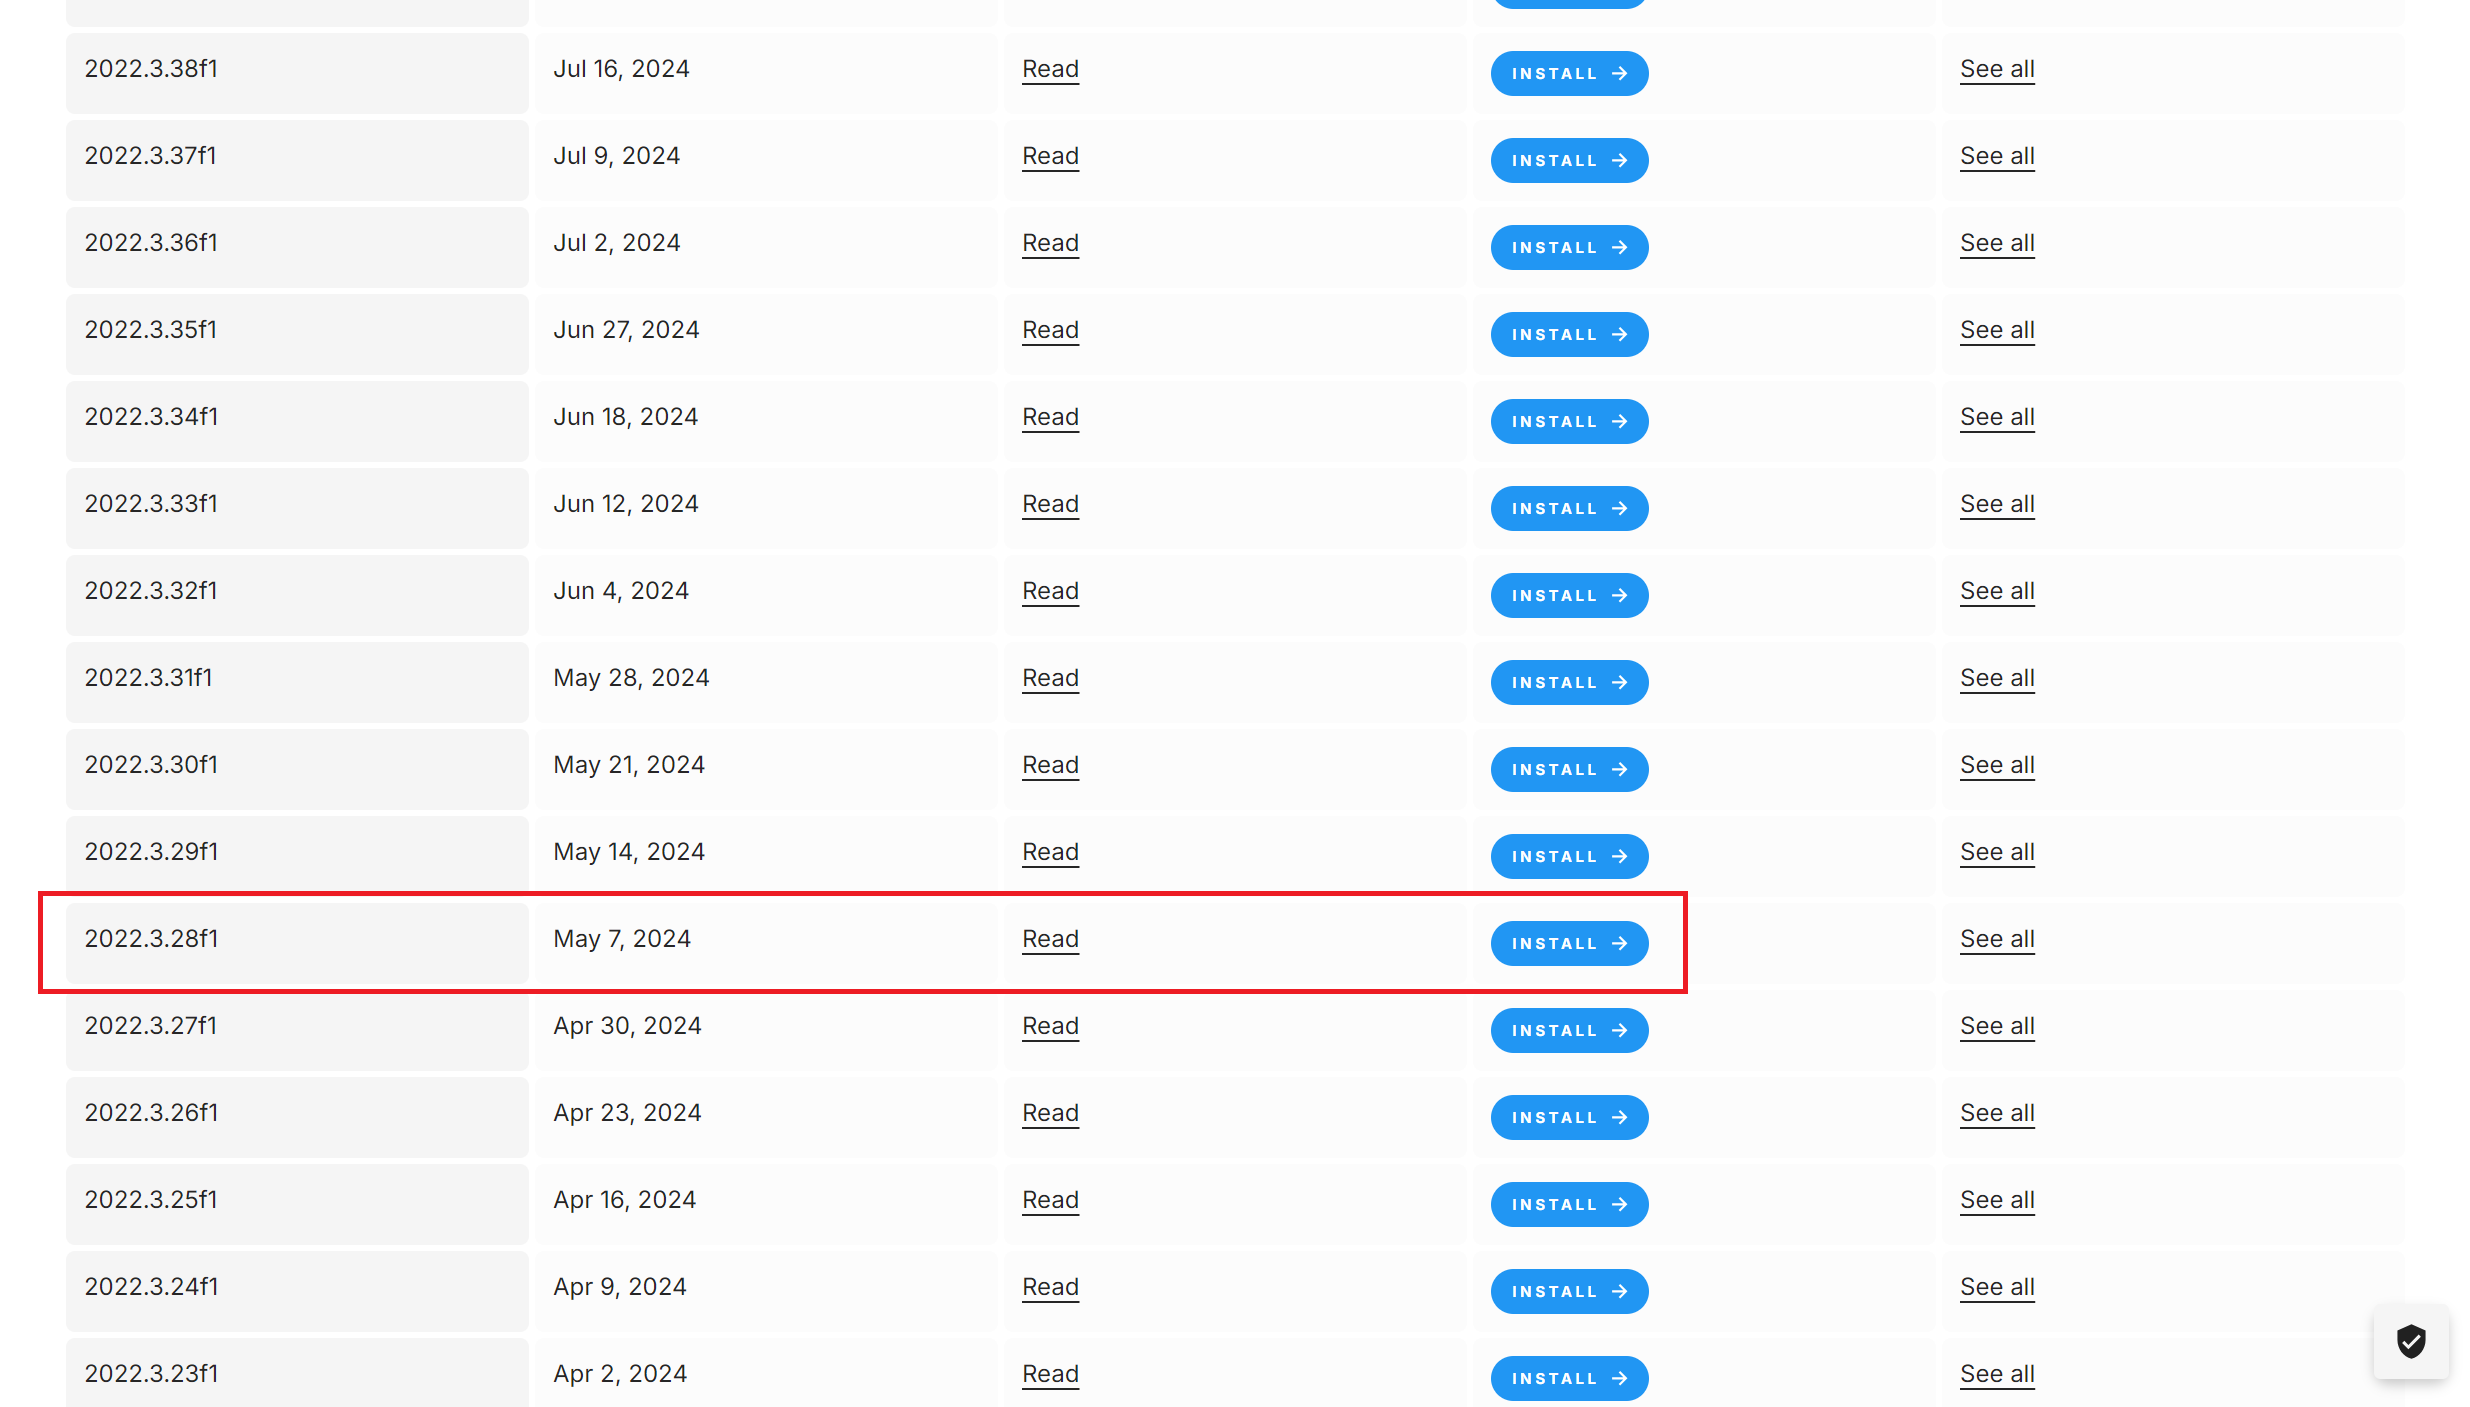 2022.3.38f1 Jul 16, 2024 Read INSTALL → See all
2022.3.37f1 Jul 9, 2024 Read INSTALL → See all
2022.3.36f1 Jul 2, 2024 Read INSTALL → See all
2022.3.35f1 Jun 27, 2024 Read INSTALL → See all
2022.3.34f1 Jun 18, 2024 Read INSTALL → See all
2022.3.33f1 Jun 12, 2024 Read INSTALL → See all
2022.3.32f1 Jun 4, 2024 Read INSTALL → See all
2022.3.31f1 May 28, 2024 Read INSTALL → See all
2022.3.30f1 May 21, 2024 Read INSTALL → See all
2022.3.29f1 May 14, 2024 Read INSTALL → See all
2022.3.28f1 May 7, 2024 Read INSTALL → See all
2022.3.27f1 Apr 30, 2024 Read INSTALL → See all
2022.3.26f1 Apr 23, 2024 Read INSTALL → See all
2022.3.25f1 Apr 16, 2024 Read INSTALL → See all
2022.3.24f1 Apr 9, 2024 Read INSTALL → See all
2022.3.23f1 Apr 2, 2024 Read INSTALL → See all